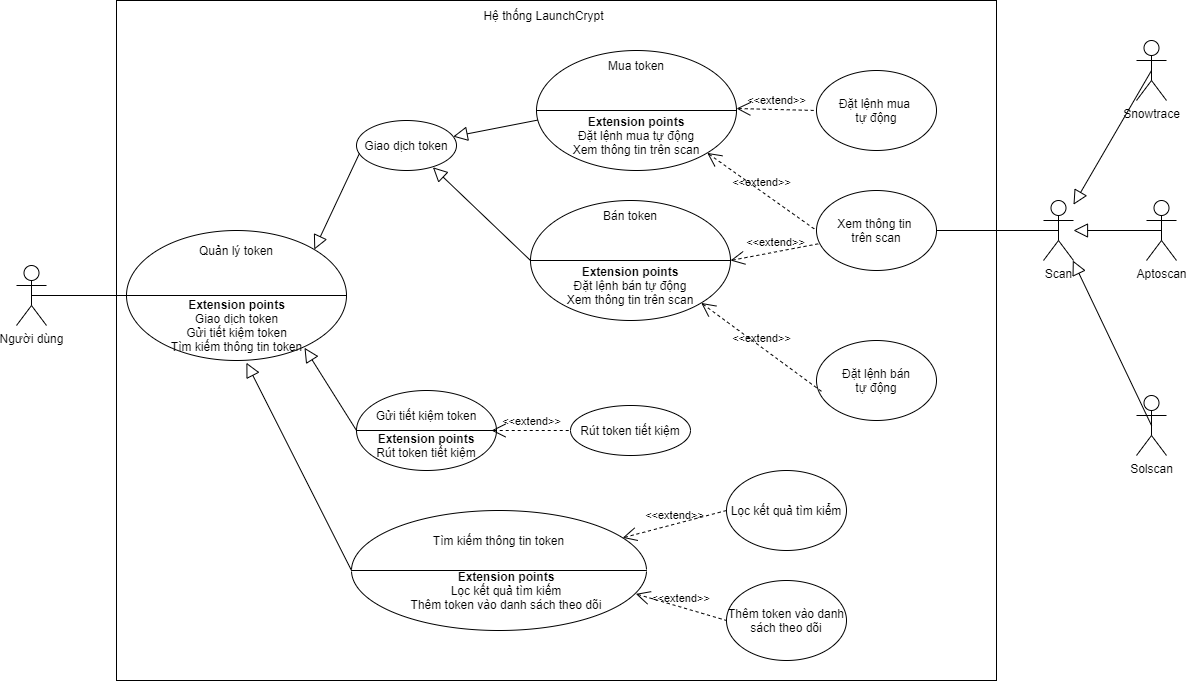 Hệ thống LaunchCrypt
Mua token
Extension points
Đặt lệnh mua tự động
Xem thông tin trên scan
<<extend>>
Đặt lệnh mua
tự động
Snowtrace
Giao dịch token
<<extend>>
Bán token
Extension points
Đặt lệnh bán tự động
Xem thông tin trên scan
<<extend>>
Xem thông tin
trên scan
Scan
Aptoscan
Quản lý token
Extension points
Giao dịch token
Gửi tiết kiệm token
Tìm kiếm thông tin token
Người dùng
<<extend>>
Đặt lệnh bán
tự động
Gửi tiết kiệm token
Extension points
Rút token tiết kiệm
<<extend>>
Rút token tiết kiệm
Solscan
Tìm kiếm thông tin token
Extension points
Lọc kết quả tìm kiếm
Thêm token vào danh sách theo dõi
<<extend>>
Lọc kết quả tìm kiểm
<<extend>>
Thêm token vào danh
sách theo dõi